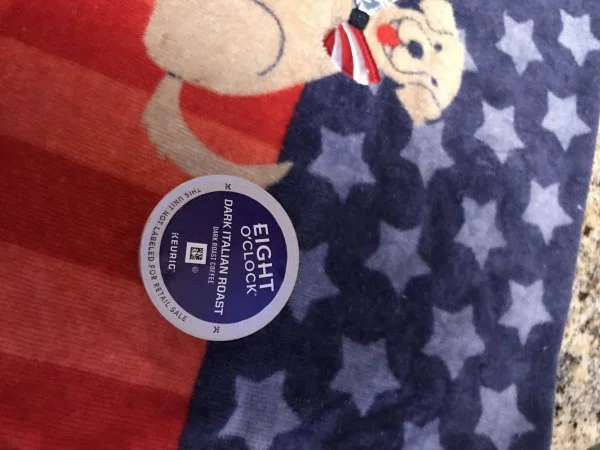 EIGHT
O'CLOCK®
DARK ITALIAN ROAST
DARK ROAST COFFEE
KEURIG®
THIS UNIT NOT LABELED FOR RETAIL SALE